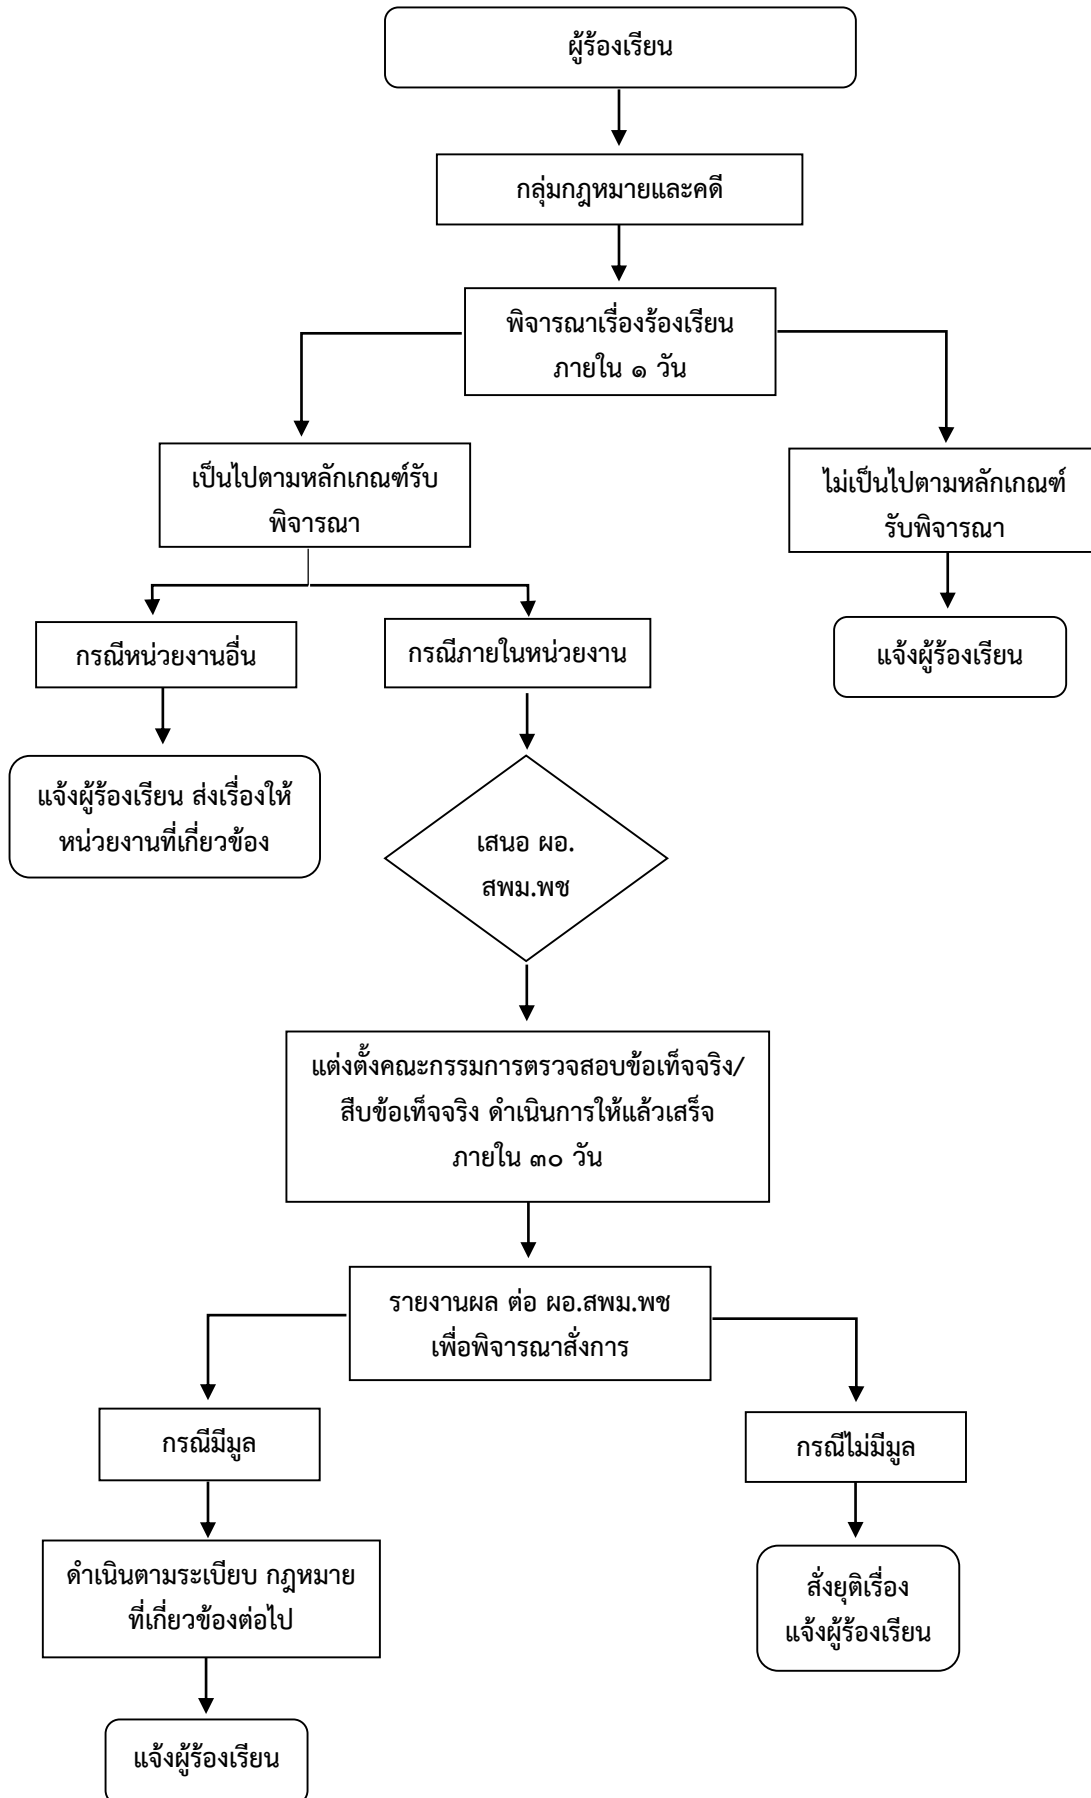 ผู้ร้องเรียน
กลุ่มกฎหมายและคดี
พิจารณาเรื่องร้องเรียน
ภายใน ๑ วัน
เป็นไปตามหลักเกณฑ์รับ
พิจารณา
ไม่เป็นไปตามหลักเกณฑ์
รับพิจารณา
กรณีหน่วยงานอื่น
กรณีภายในหน่วยงาน
แจ้งผู้ร้องเรียน
แจ้งผู้ร้องเรียน ส่งเรื่องให้
หน่วยงานที่เกี่ยวข้อง
เสนอ ผอ.
สพม.พช
แต่งตั้งคณะกรรมการตรวจสอบข้อเท็จจริง/
สืบข้อเท็จจริง ดำเนินการให้แล้วเสร็จ
ภายใน ๓๐ วัน
รายงานผล ต่อ ผอ.สพม.พช
เพื่อพิจารณาสั่งการ
กรณีมีมูล
กรณีไม่มีมูล
ดำเนินตามระเบียบ กฎหมาย
ที่เกี่ยวข้องต่อไป
สั่งยุติเรื่อง
แจ้งผู้ร้องเรียน
แจ้งผู้ร้องเรียน